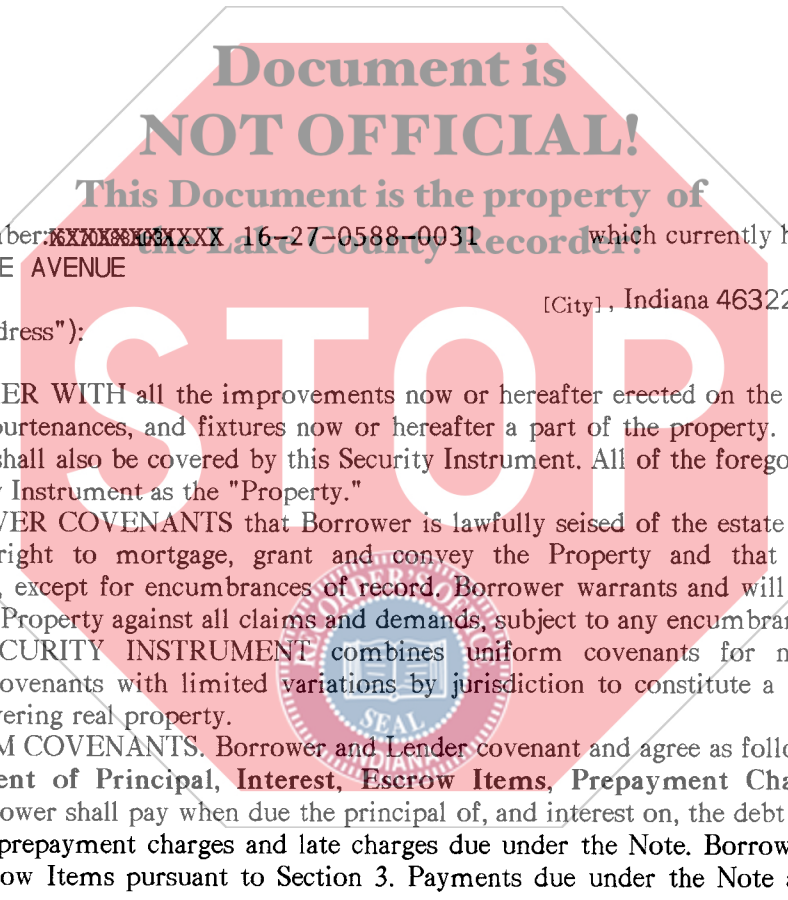 Document is
NOT OFFICIAL!
This Document is the property of
the Lake County Recorder!
ber: 16-27-0588-0031 which currently h
E AVENUE
[City], Indiana 46322
dress"):
STOP
ER WITH all the improvements now or hereafter erected on the
ourtenances, and fixtures now or hereafter a part of the property.
shall also be covered by this Security Instrument. All of the forego
Instrument as the "Property."
VER COVENANTS that Borrower is lawfully seised of the estate
right to mortgage, grant and convey the Property and that
, except for encumbrances of record. Borrower warrants and will
Property against all claims and demands, subject to any encumbran
CURITY INSTRUMENT combines uniform covenants for n
ovenants with limited variations by jurisdiction to constitute a
vering real property.
M COVENANTS. Borrower and Lender covenant and agree as follo
ent of Principal, Interest, Escrow Items, Prepayment Cha
ower shall pay when due the principal of, and interest on, the debt
prepayment charges and late charges due under the Note. Borrow
ow Items pursuant to Section 3. Payments due under the Note a
RECORDER'S OFFICE
SEAL
INDIANA